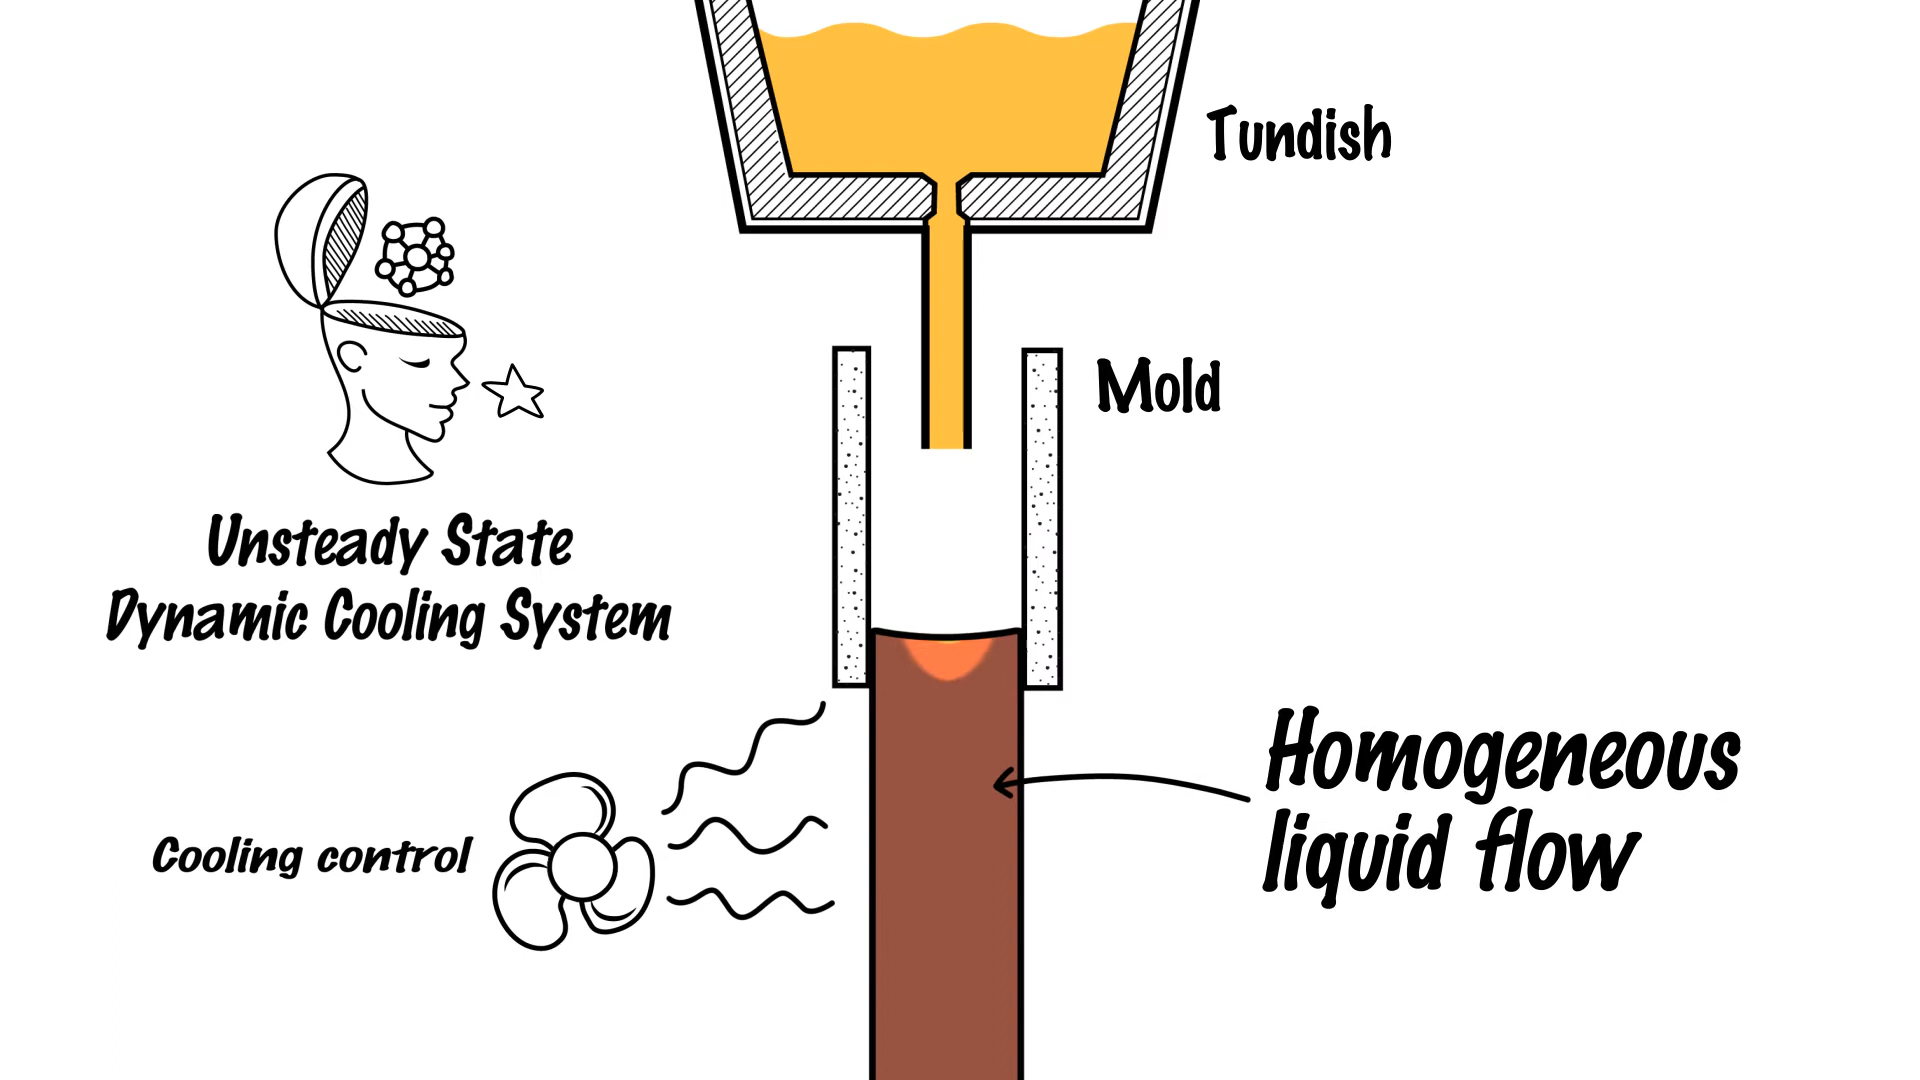 Tundish
Mold
Unsteady State
Dynamic Cooling System
Homogeneous
liquid flow
Cooling control